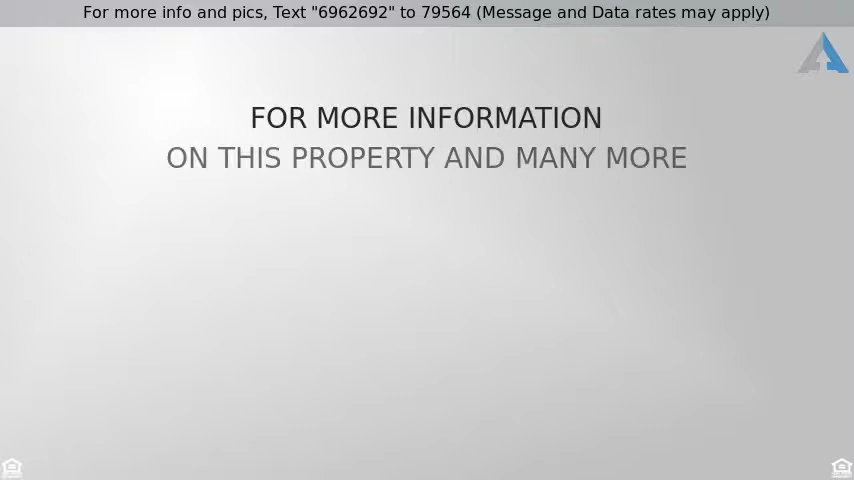 For more info and pics, Text "6962692" to 79564 (Message and Data rates may apply)
FOR MORE INFORMATION
ON THIS PROPERTY AND MANY MORE